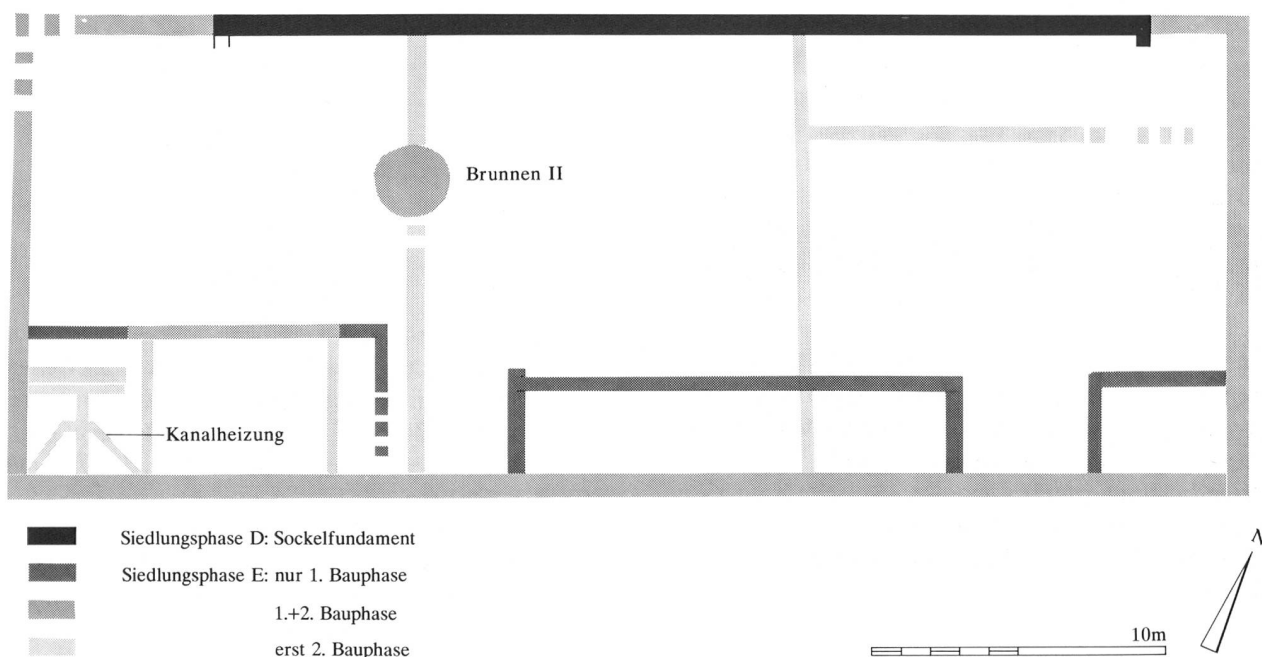 Brunnen II
Kanalheizung
Siedlungsphase D: Sockelfundament
Siedlungsphase E: nur 1. Bauphase
1.+2. Bauphase
erst 2. Bauphase
10m
N